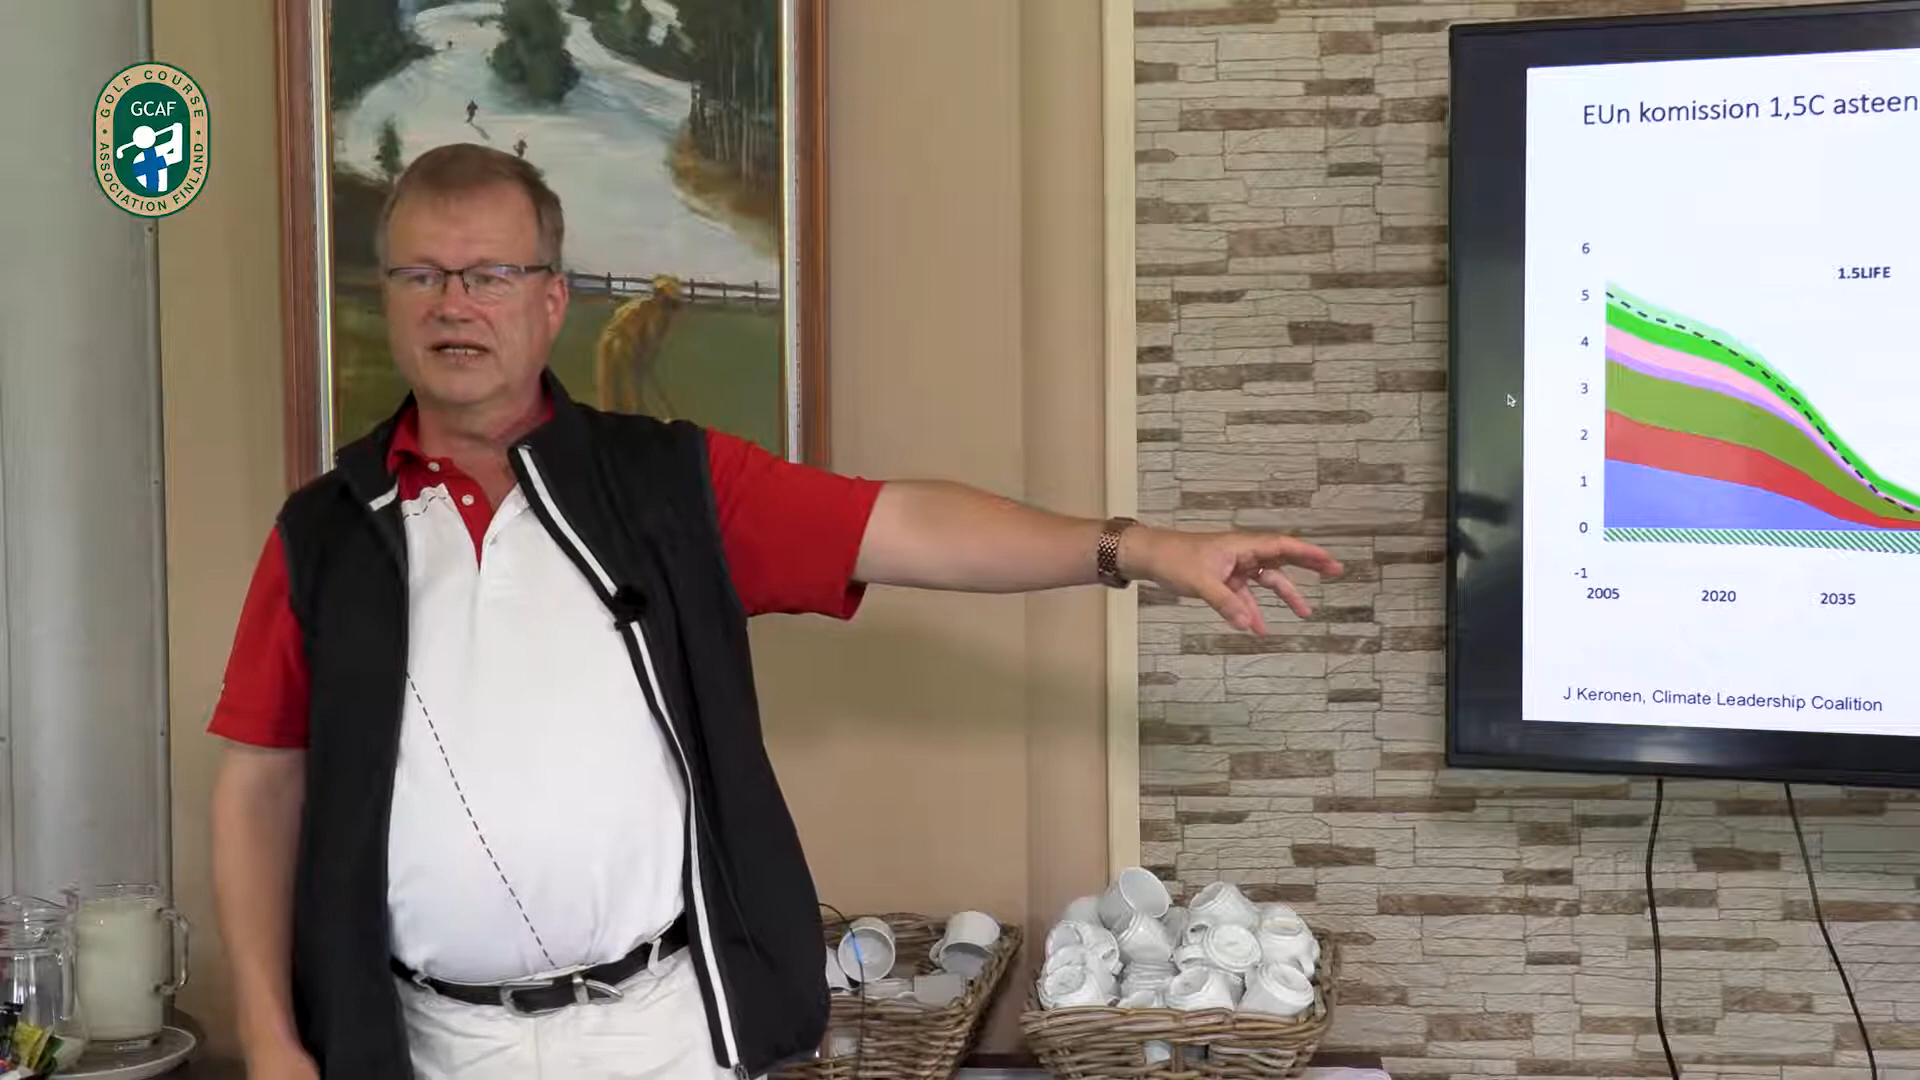 GOLF COURSE
GCAF
ASSOCIATION FINLAND
EUn komission 1,5C asteen
6
1.5LIFE
5
4
3
2
1
0
-1
2005
2020
2035
J Keronen, Climate Leadership Coalition